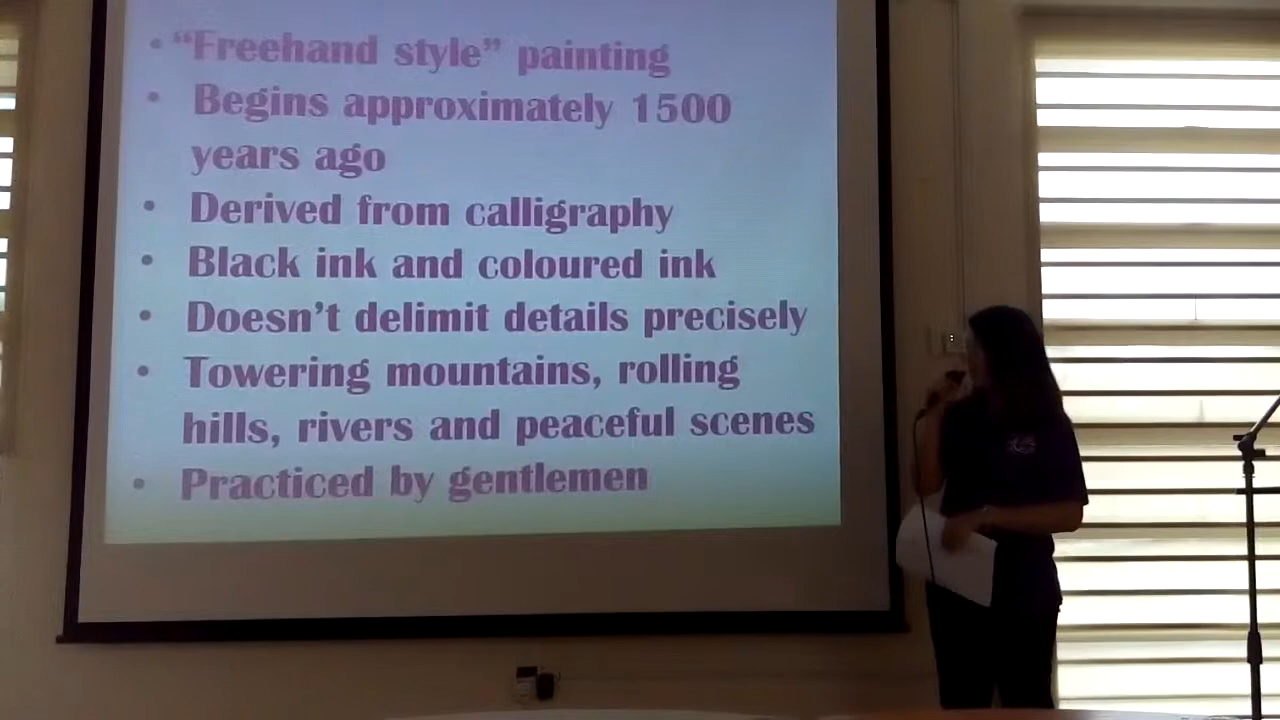 • "Freehand style" painting
• Begins approximately 1500
years ago
• Derived from calligraphy
• Black ink and coloured ink
• Doesn't delimit details precisely
• Towering mountains, rolling
hills, rivers and peaceful scenes
• Practiced by gentlemen